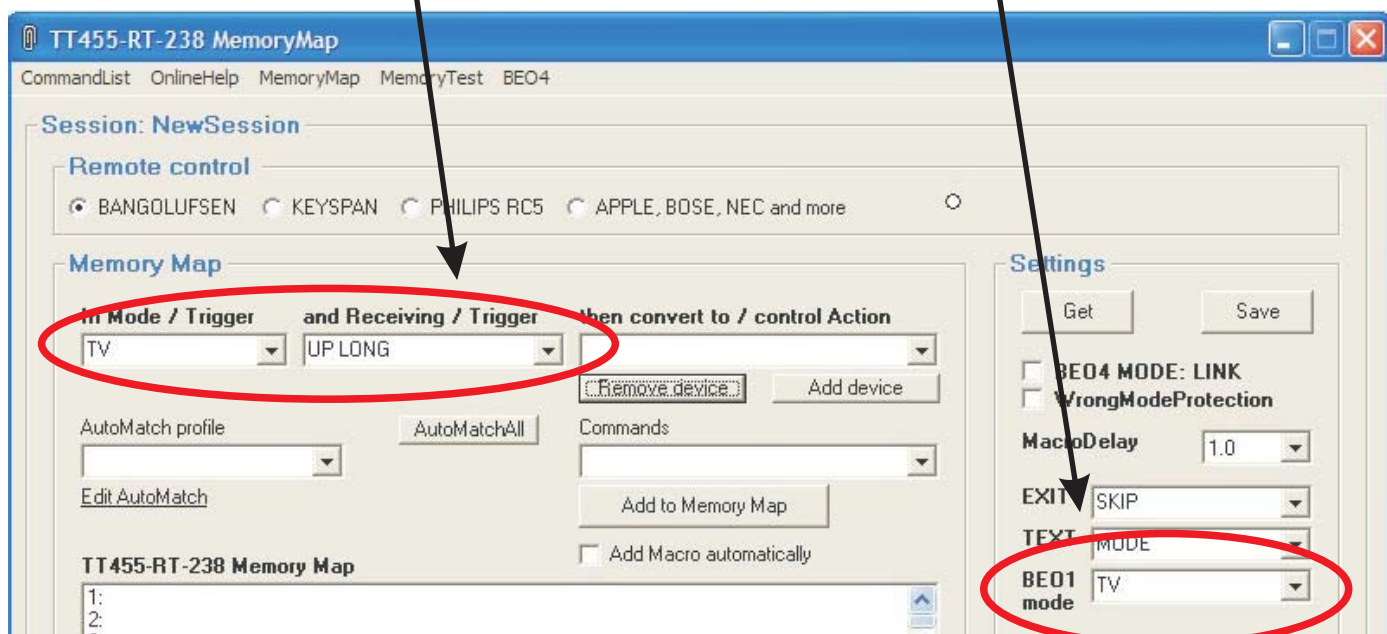 TT455-RT-238 MemoryMap
CommandList OnlineHelp MemoryMap MemoryTest BEO4
Session: NewSession
Remote control
BANGOLUFSEN KEYSPAN PHILIPS RC5 APPLE, BOSE, NEC and more
Memory Map
In Mode / Trigger and Receiving / Trigger then convert to / control Action
TV UP LONG
Remove device Add device
AutoMatch profile AutoMatchAll Commands
Edit AutoMatch
Add to Memory Map
Add Macro automatically
TT455-RT-238 Memory Map
1:
2:
Settings
Get Save
BEO4 MODE: LINK
WrongModeProtection
MacroDelay 1.0
EXIT SKIP
TEXT MODE
BEO1 TV
mode